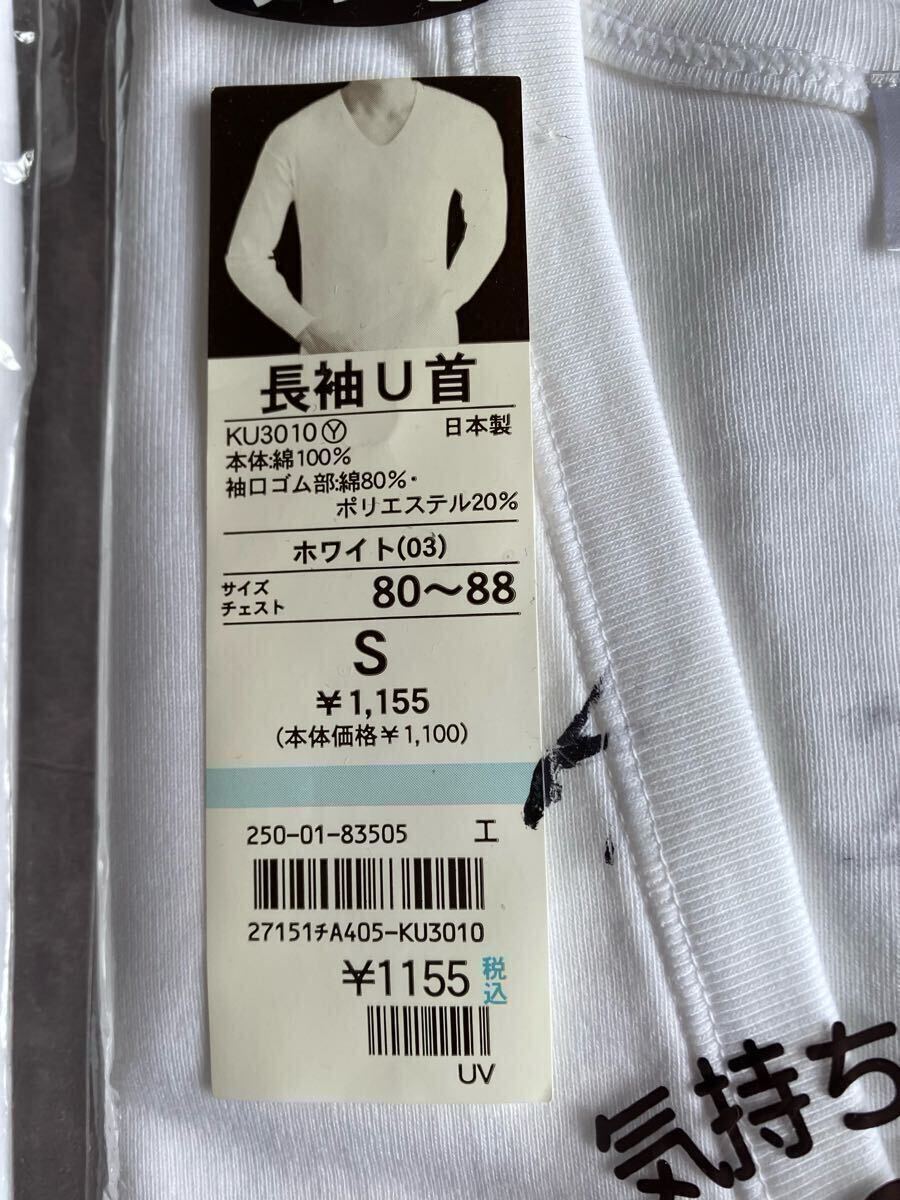 長袖U首
KU3010Ⓨ 日本製
本体:綿100%
袖口ゴム部:綿80%・
ポリエステル20%
ホワイト(03)
サイズ
チェスト 80〜88
S
¥1,155
(本体価格¥1,100)
250-01-83505 工
27151チA405-KU3010
¥1155 税込
UV
気持ち